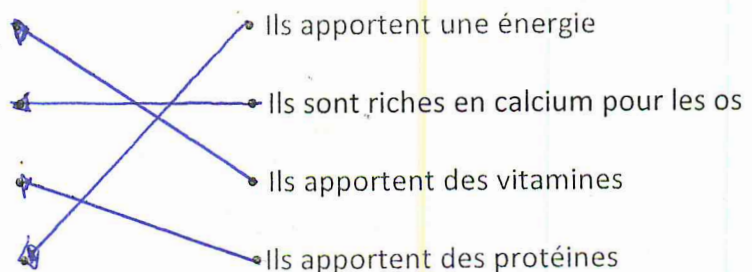 Ils apportent une énergie
Ils sont riches en calcium pour les os
Ils apportent des vitamines
Ils apportent des protéines